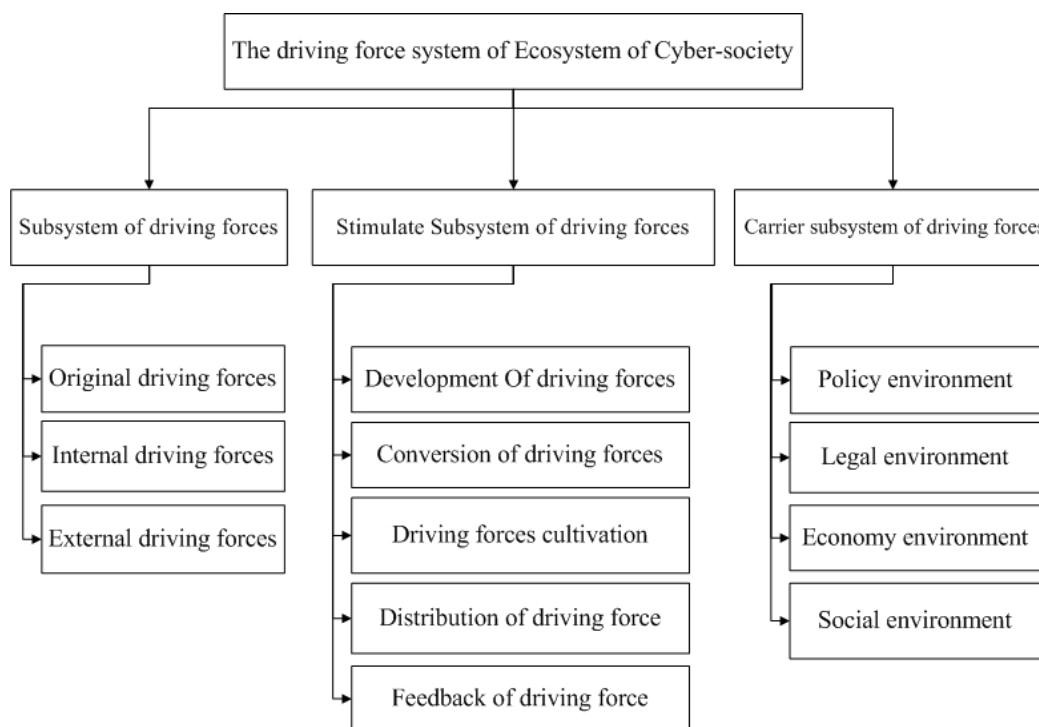 The driving force system of Ecosystem of Cyber-society
Subsystem of driving forces
Stimulate Subsystem of driving forces
Carrier subsystem of driving forces
Original driving forces
Internal driving forces
External driving forces
Development Of driving forces
Conversion of driving forces
Driving forces cultivation
Distribution of driving force
Feedback of driving force
Policy environment
Legal environment
Economy environment
Social environment